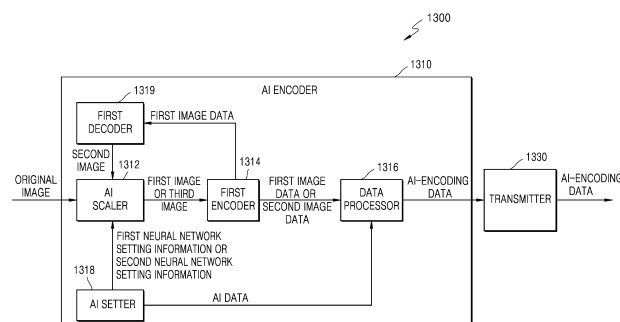 1300
1310
AI ENCODER
1319
FIRST
DECODER
FIRST IMAGE DATA
SECOND
IMAGE
1312
1314
1316
1330
ORIGINAL
IMAGE
AI
SCALER
FIRST IMAGE
OR THIRD
IMAGE
FIRST
ENCODER
FIRST IMAGE
DATA OR
SECOND IMAGE
DATA
DATA
PROCESSOR
AI-ENCODING
DATA
TRANSMITTER
AI-ENCODING
DATA
FIRST NEURAL NETWORK
SETTING INFORMATION OR
SECOND NEURAL NETWORK
SETTING INFORMATION
1318
AI SETTER
AI DATA